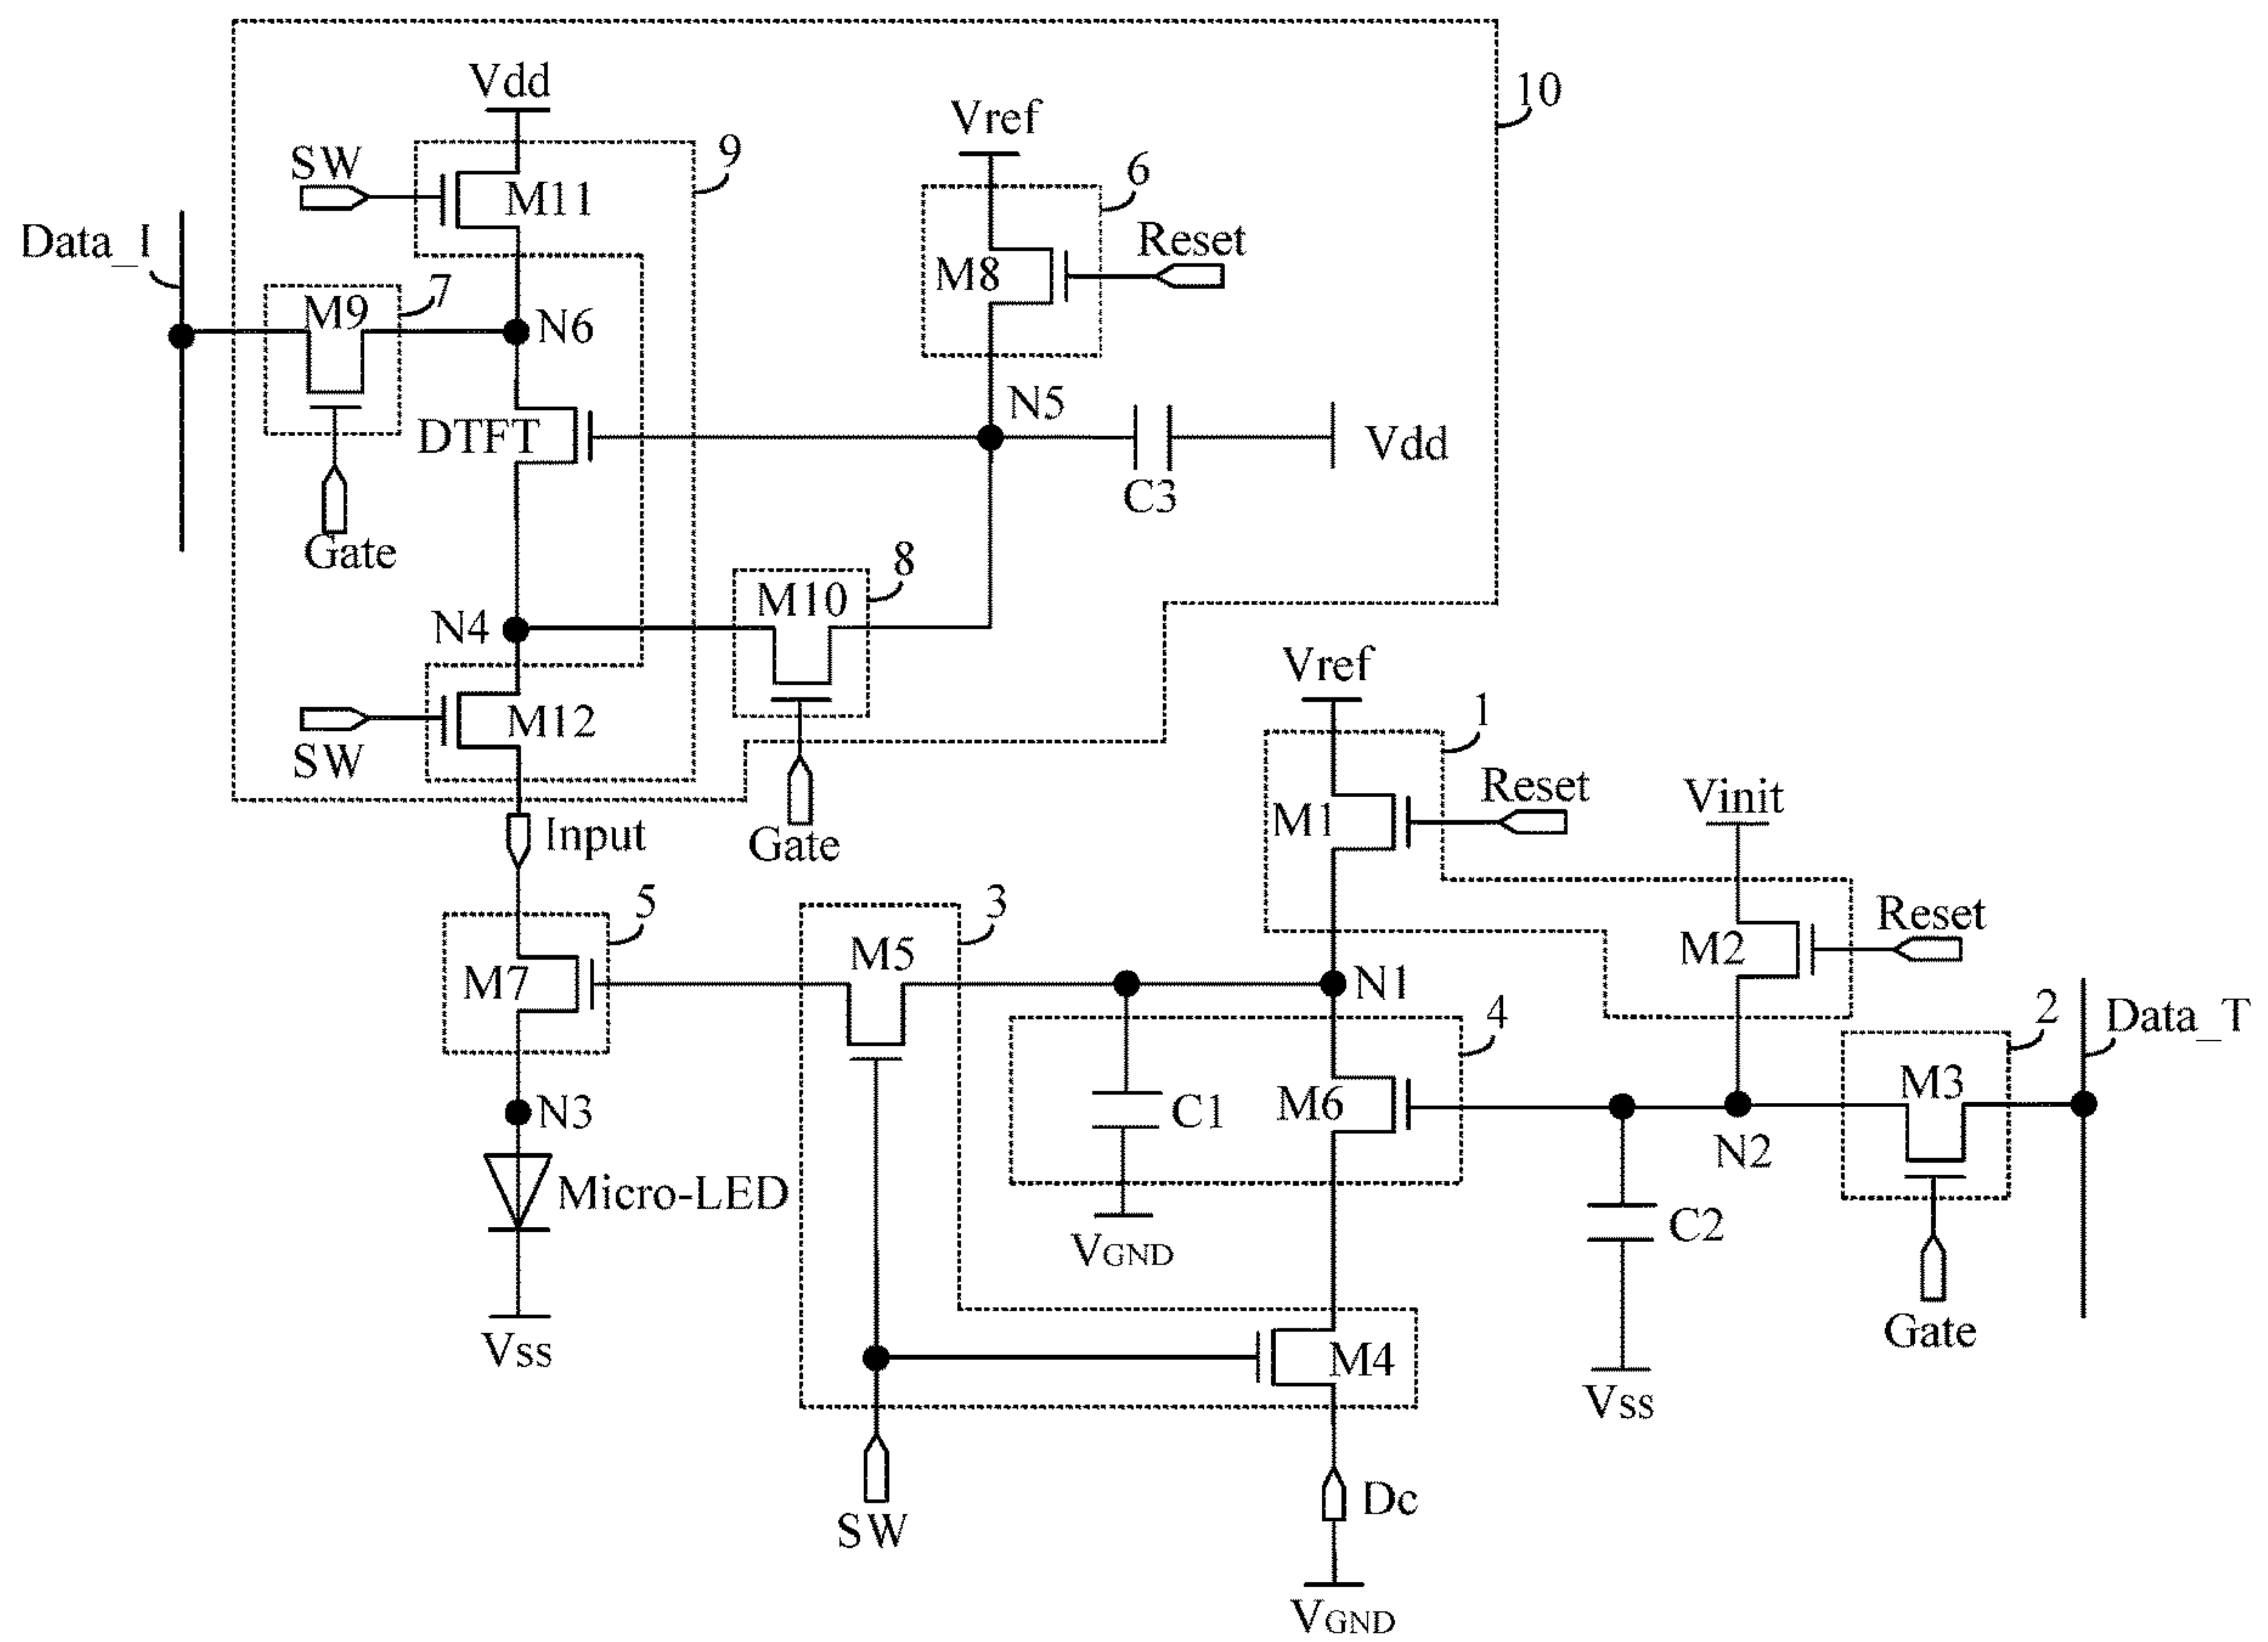 Vdd
10
Vref
SW
M11
9
6
Data_I
M8
Reset
M9
7
N6
N5
DTFT
Vdd
C3
Gate
8
M10
N4
Vref
M12
SW
1
Reset
M1
Vinit
Input
Gate
5
3
M5
M2
Reset
M7
N1
4
2
Data_T
M3
N3
C1
M6
N2
Micro-LED
C2
VGND
Gate
Vss
M4
Vss
Dc
SW
VGND